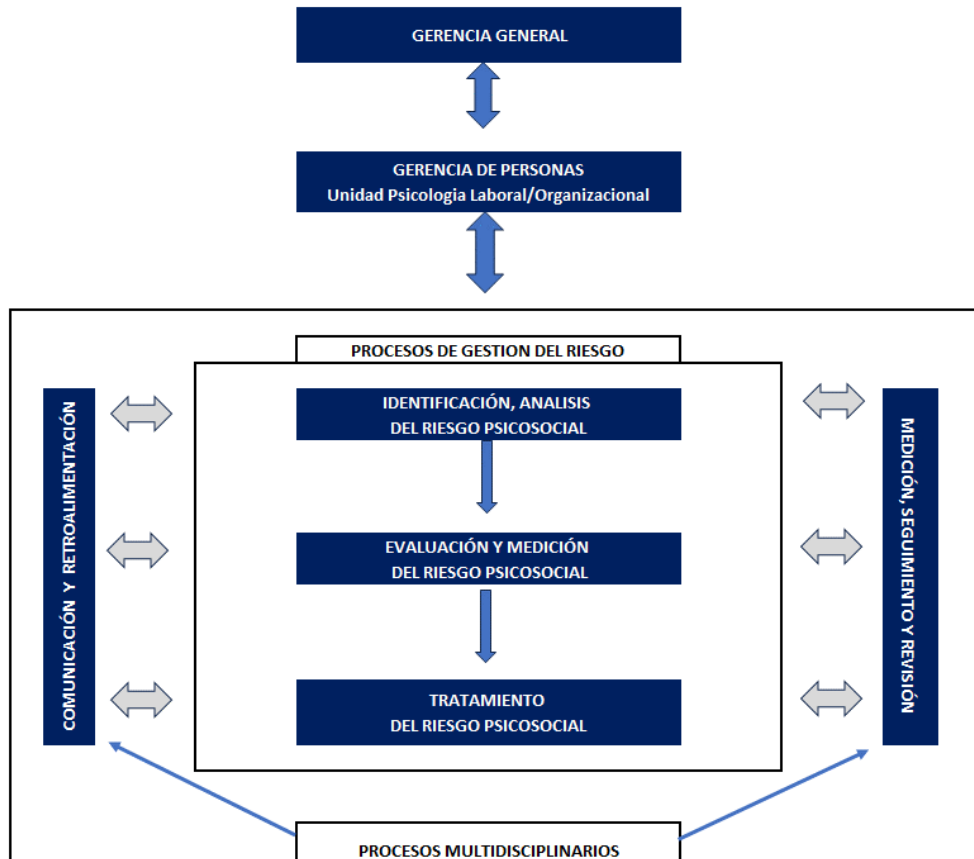 GERENCIA GENERAL
GERENCIA DE PERSONAS
Unidad Psicologia Laboral/Organizacional
PROCESOS DE GESTION DEL RIESGO
COMUNICACIÓN Y RETROALIMENTACIÓN
IDENTIFICACIÓN, ANALISIS
DEL RIESGO PSICOSOCIAL
EVALUACIÓN Y MEDICIÓN
DEL RIESGO PSICOSOCIAL
TRATAMIENTO
DEL RIESGO PSICOSOCIAL
MEDICIÓN, SEGUIMIENTO Y REVISIÓN
PROCESOS MULTIDISCIPLINARIOS